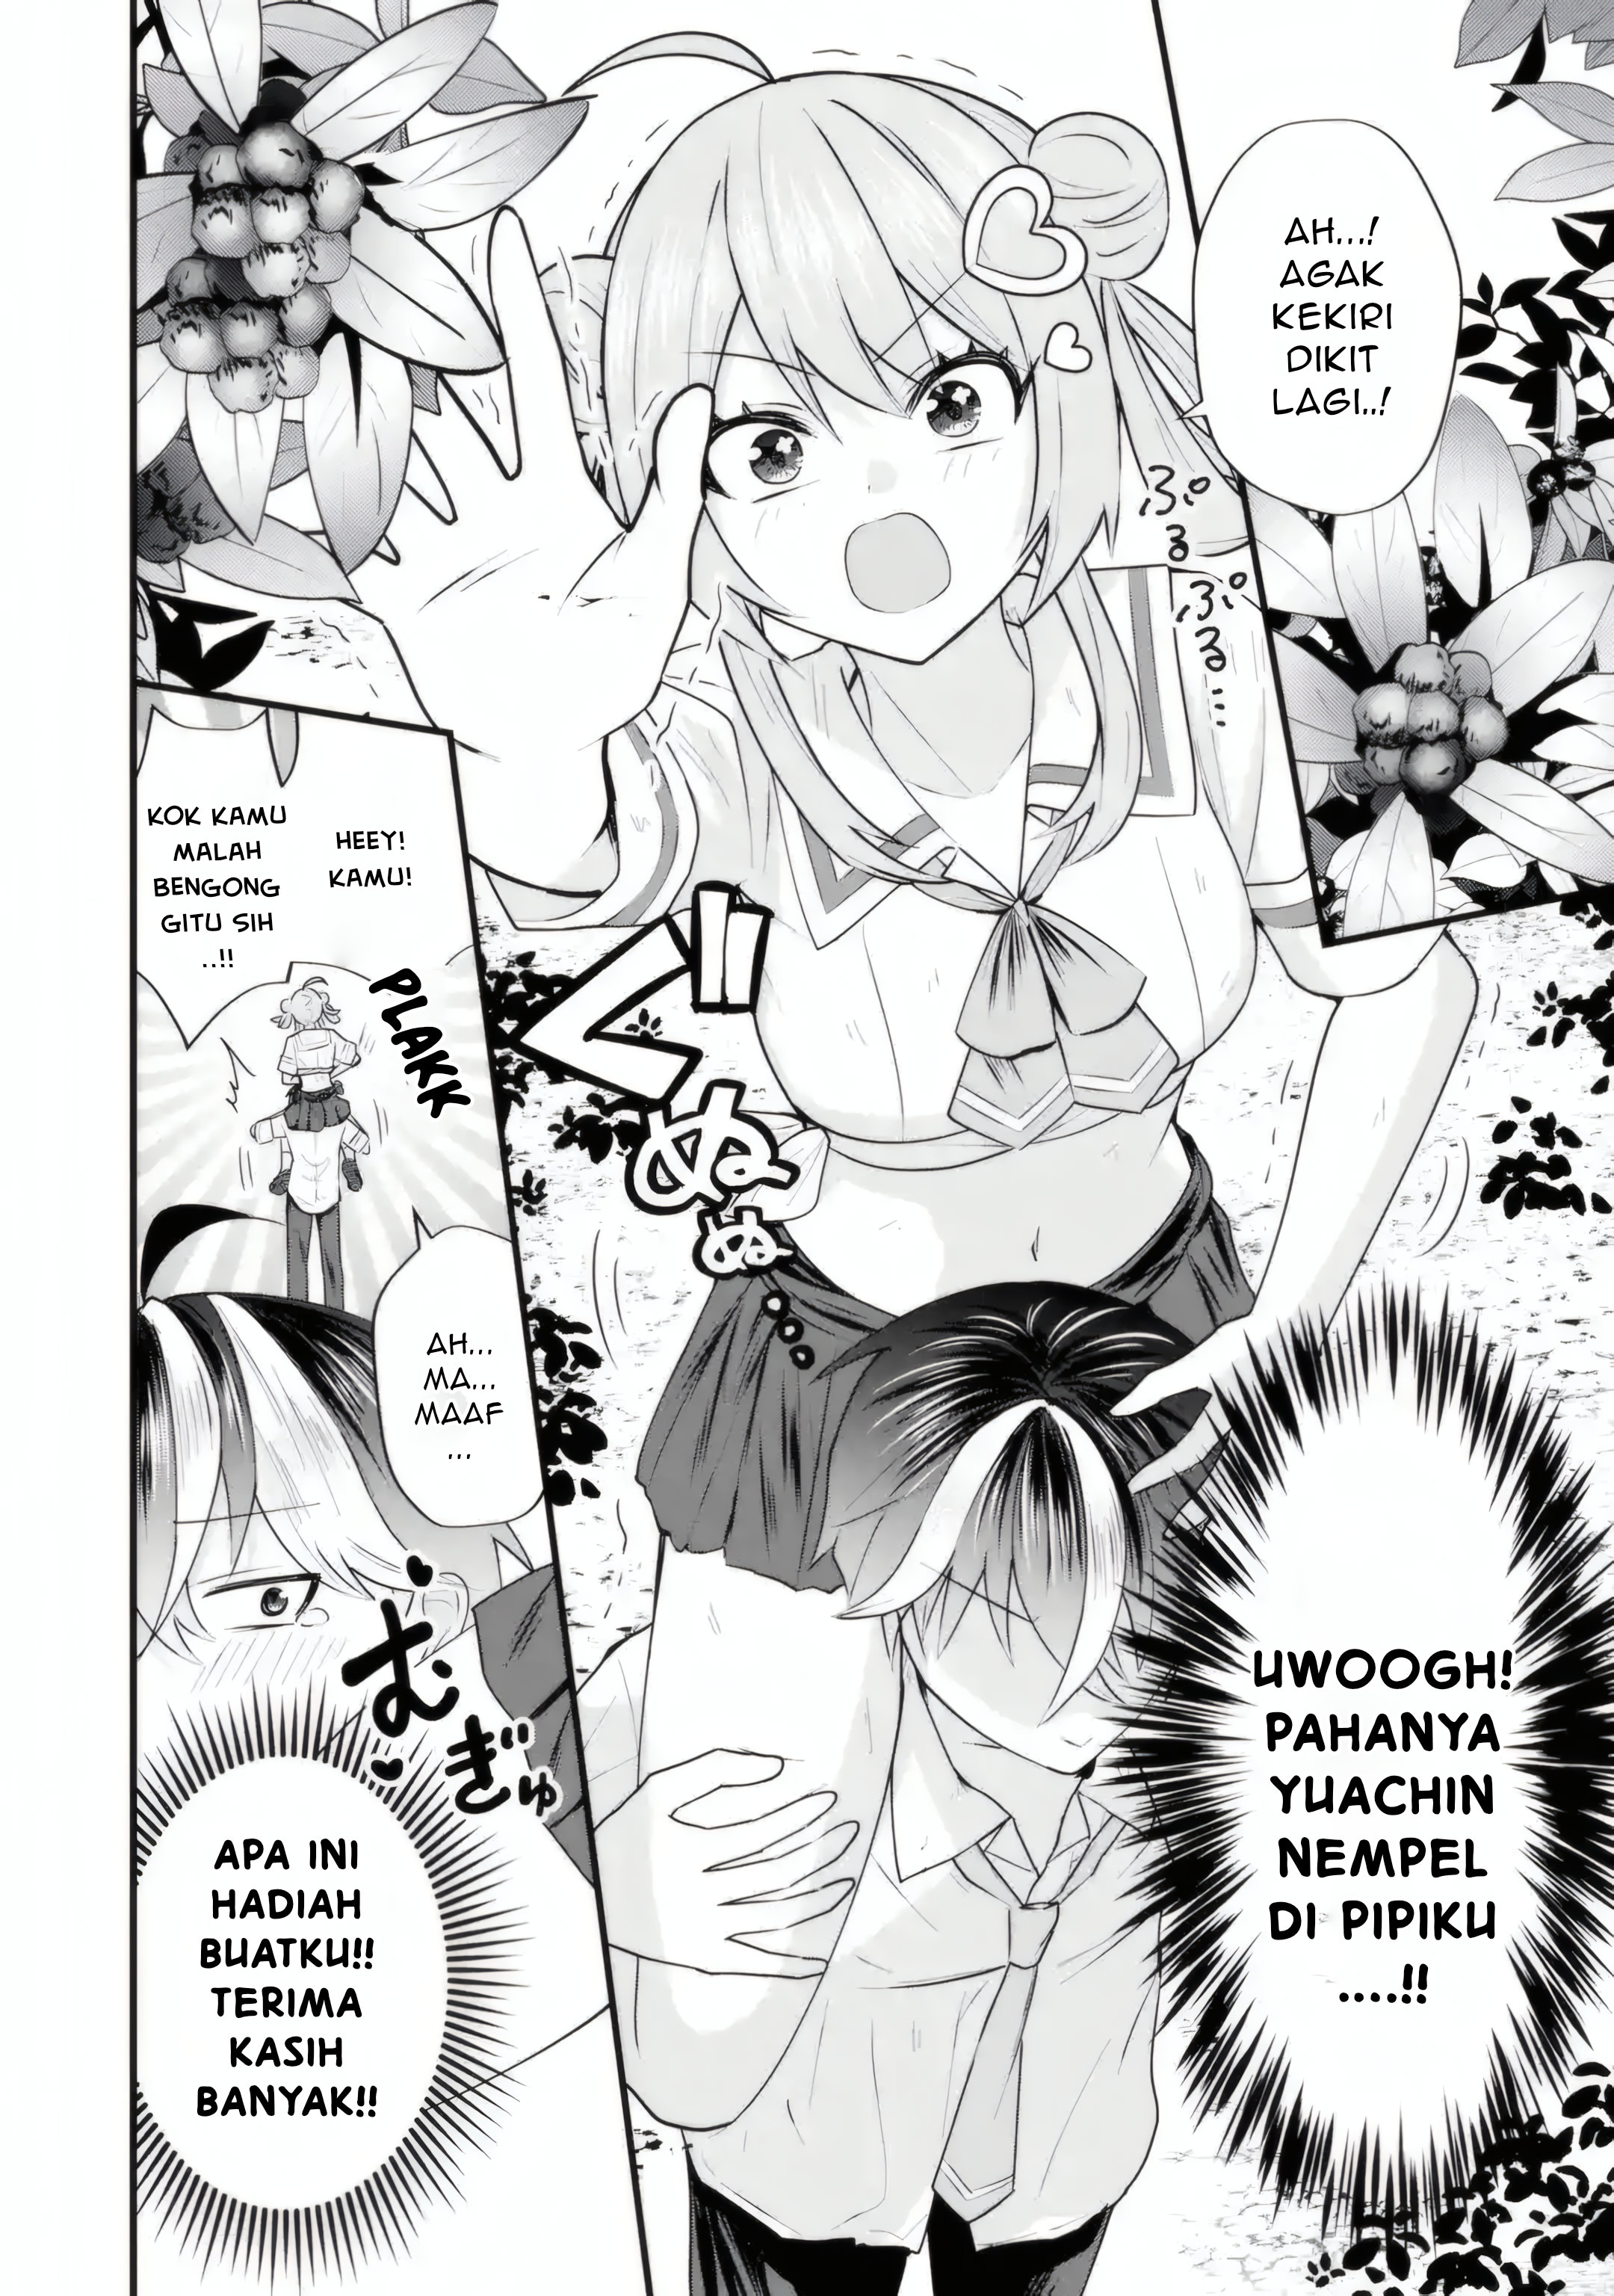 AH...!
AGAK
KEKIRI
DIKIT
LAGI..!
ぷる
ぷる...
くぬぬ...
UWOOGH!
PAHANYA
YUACHIN
NEMPEL
DI PIPIKU
....!!
HEEY!
KAMU!
KOK KAMU
MALAH
BENGONG
GITU SIH
..!!
PLAKK
AH...
MA...
MAAF
...
むぎゅ
APA INI
HADIAH
BUATKU!!
TERIMA
KASIH
BANYAK!!